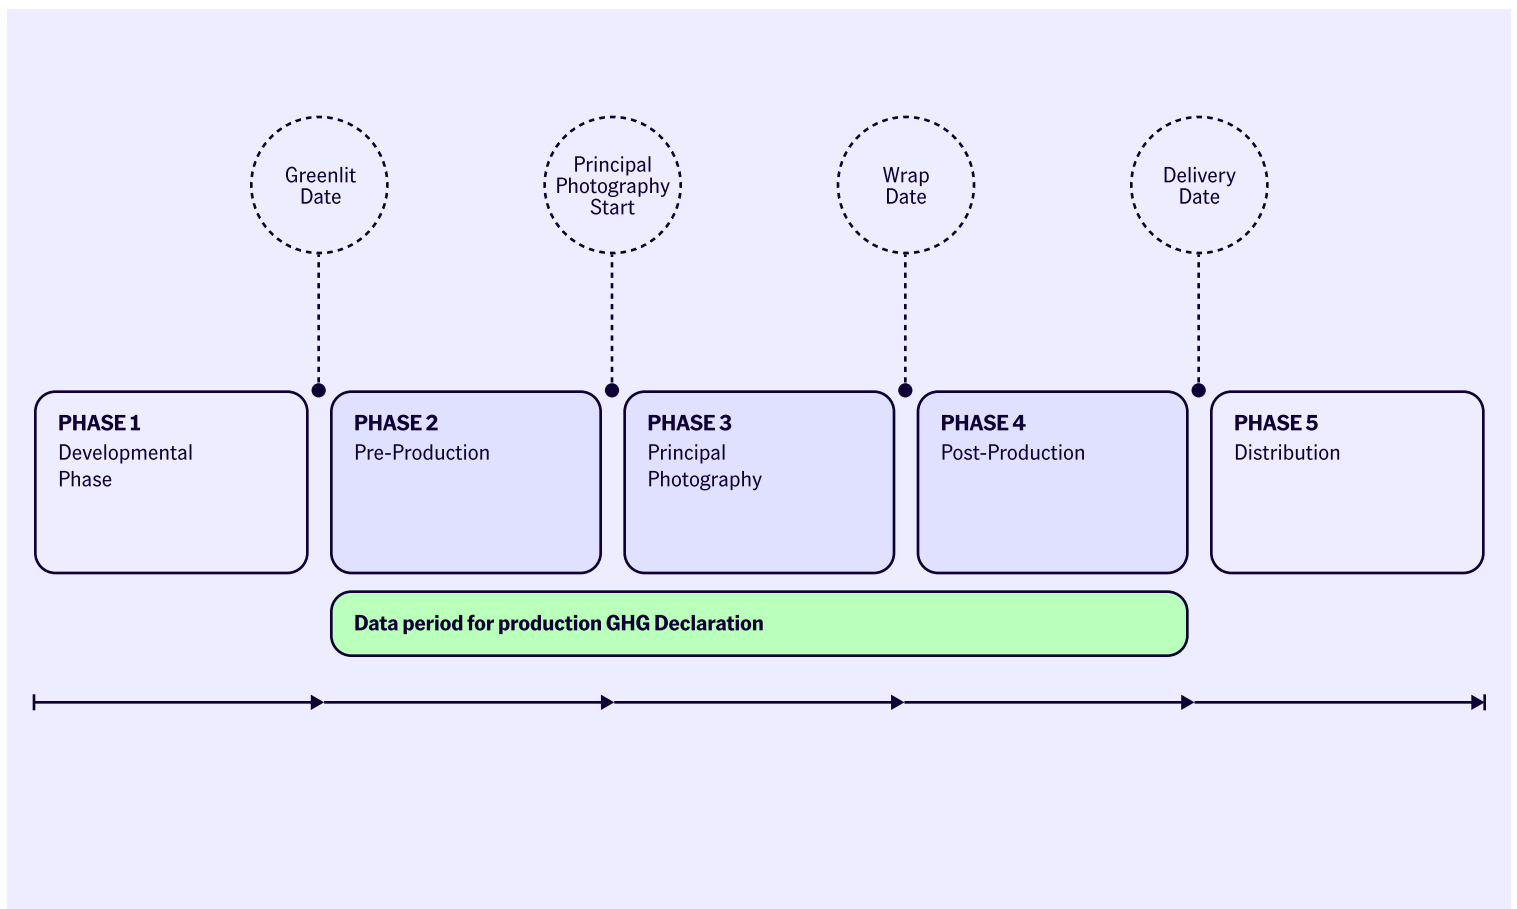 Greenlit
Date
Principal
Photography
Start
Wrap
Date
Delivery
Date
PHASE 1
Developmental
Phase
PHASE 2
Pre-Production
PHASE 3
Principal
Photography
PHASE 4
Post-Production
PHASE 5
Distribution
Data period for production GHG Declaration